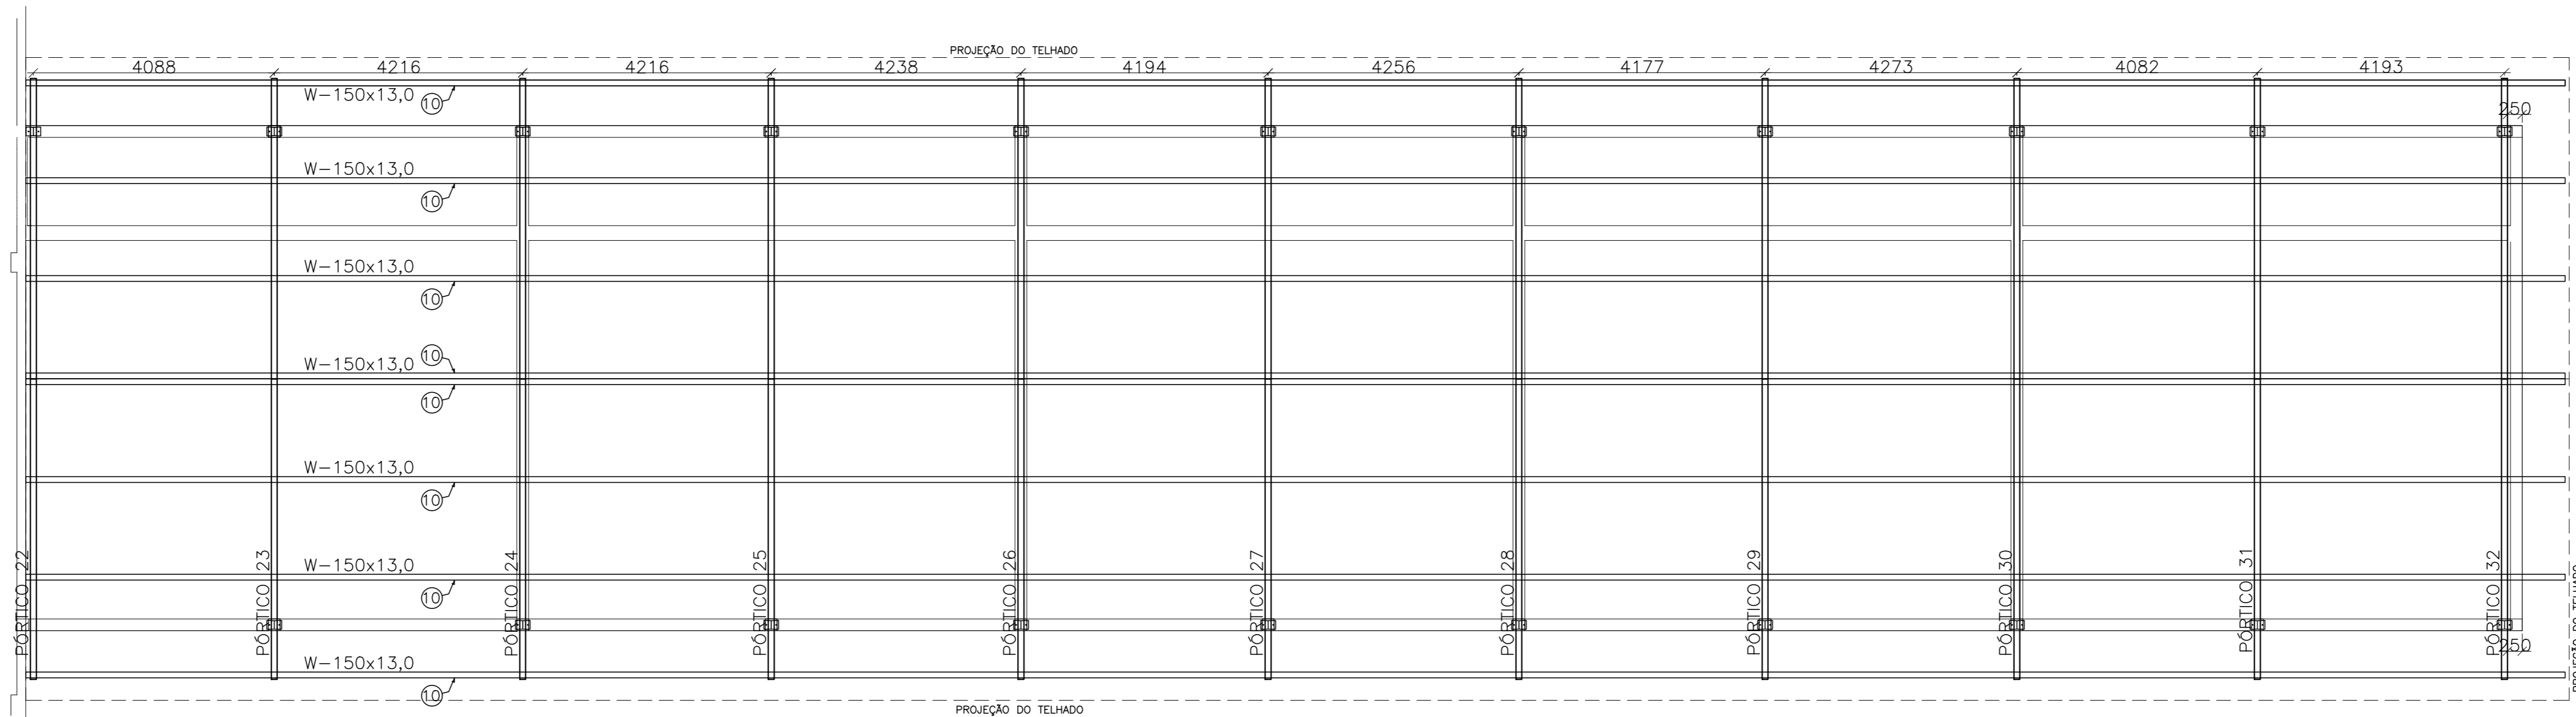 PROJEÇÃO DO TELHADO
4088
4216
4216
4238
4194
4256
4177
4273
4082
4193
W-150x13,0
10
250
W-150x13,0
10
W-150x13,0
10
10
W-150x13,0
10
W-150x13,0
10
W-150x13,0
10
PÓRTICO 22
PÓRTICO 23
PÓRTICO 24
PÓRTICO 25
PÓRTICO 26
PÓRTICO 27
PÓRTICO 28
PÓRTICO 29
PÓRTICO 30
PÓRTICO 31
PÓRTICO 32
PROJEÇÃO DO TELHADO
250
W-150x13,0
10
PROJEÇÃO DO TELHADO